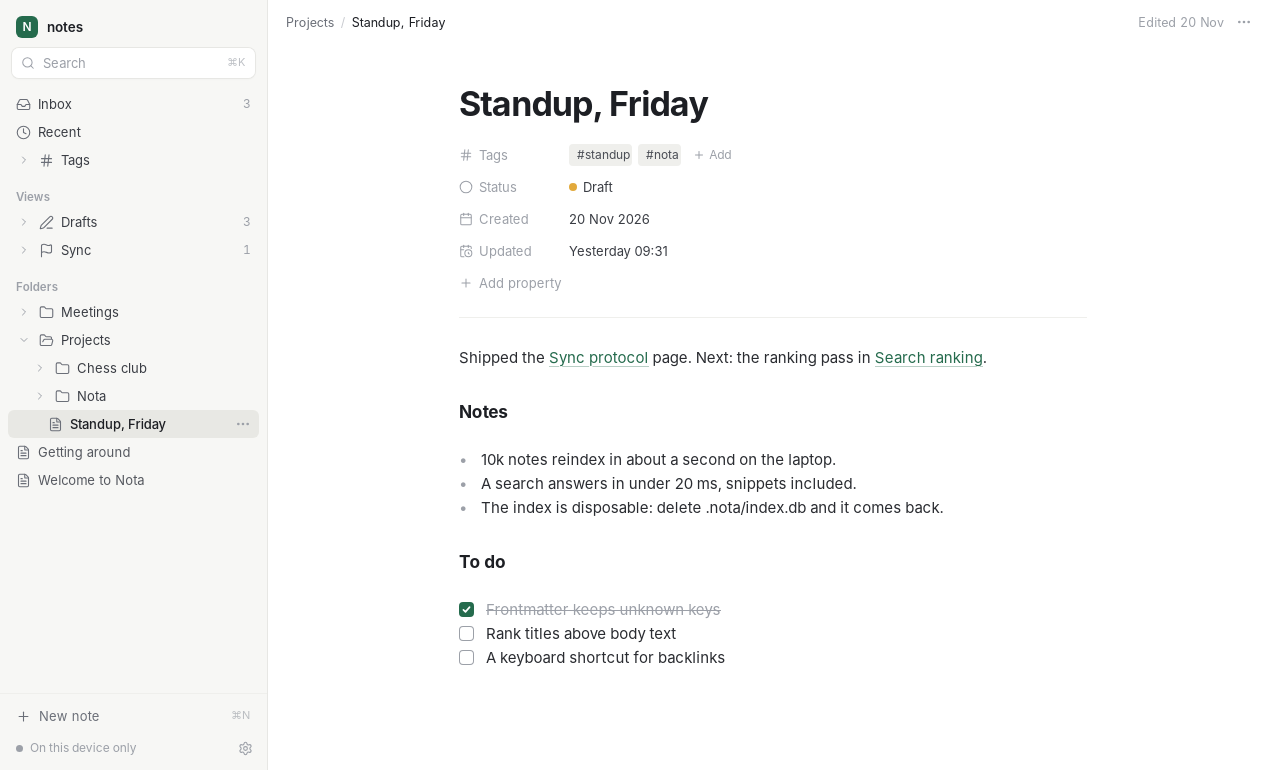 N notes
Search ⌘K
Inbox 3
Recent
Tags
Views
Drafts 3
Sync 1
Folders
Meetings
Projects
Chess club
Nota
Standup, Friday
Getting around
Welcome to Nota
New note ⌘N
On this device only
Projects / Standup, Friday
Edited 20 Nov
Standup, Friday
Tags #standup #nota Add
Status Draft
Created 20 Nov 2026
Updated Yesterday 09:31
Add property
Shipped the Sync protocol page. Next: the ranking pass in Search ranking.
Notes
• 10k notes reindex in about a second on the laptop.
• A search answers in under 20 ms, snippets included.
• The index is disposable: delete .nota/index.db and it comes back.
To do
Frontmatter keeps unknown keys
Rank titles above body text
A keyboard shortcut for backlinks